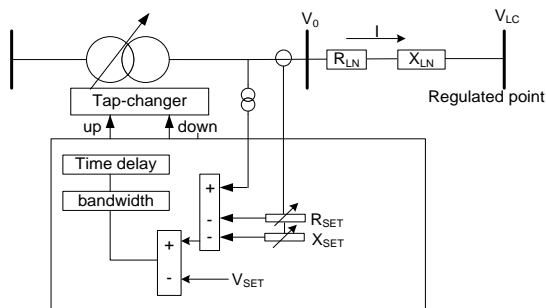 V0
VLC
I
RLN
XLN
Regulated point
Tap-changer
up
down
Time delay
bandwidth
+
-
-
RSET
XSET
+
-
VSET